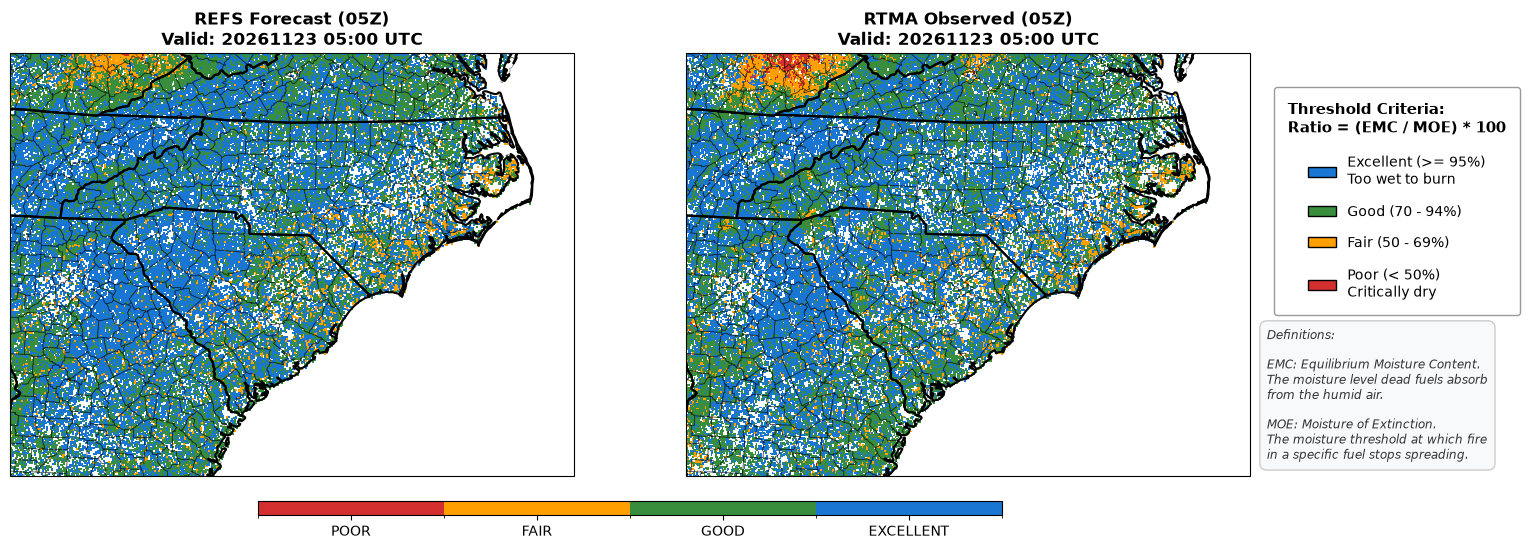 REFS Forecast (05Z)
Valid: 20261123 05:00 UTC
RTMA Observed (05Z)
Valid: 20261123 05:00 UTC
Threshold Criteria:
Ratio = (EMC / MOE) * 100
Excellent (>= 95%)
Too wet to burn
Good (70 - 94%)
Fair (50 - 69%)
Poor (< 50%)
Critically dry
Definitions:
EMC: Equilibrium Moisture Content.
The moisture level dead fuels absorb
from the humid air.
MOE: Moisture of Extinction.
The moisture threshold at which fire
in a specific fuel stops spreading.
POOR
FAIR
GOOD
EXCELLENT